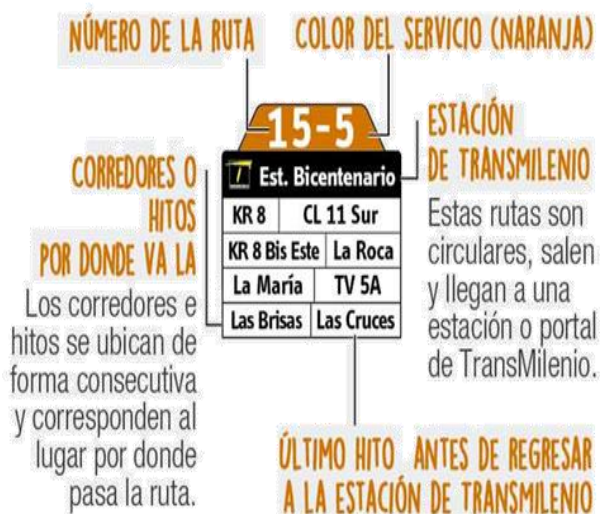 NÚMERO DE LA RUTA
COLOR DEL SERVICIO (NARANJA)
15-5
Est. Bicentenario
KR 8 CL 11 Sur
KR 8 Bis Este La Roca
La María TV 5A
Las Brisas Las Cruces
CORREDORES O
HITOS
POR DONDE VA LA
Los corredores e
hitos se ubican de
forma consecutiva
y corresponden al
lugar por donde
pasa la ruta.
ESTACIÓN
DE TRANSMILENIO
Estas rutas son
circulares, salen
y llegan a una
estación o portal
de TransMilenio.
ÚLTIMO HITO ANTES DE REGRESAR
A LA ESTACIÓN DE TRANSMILENIO